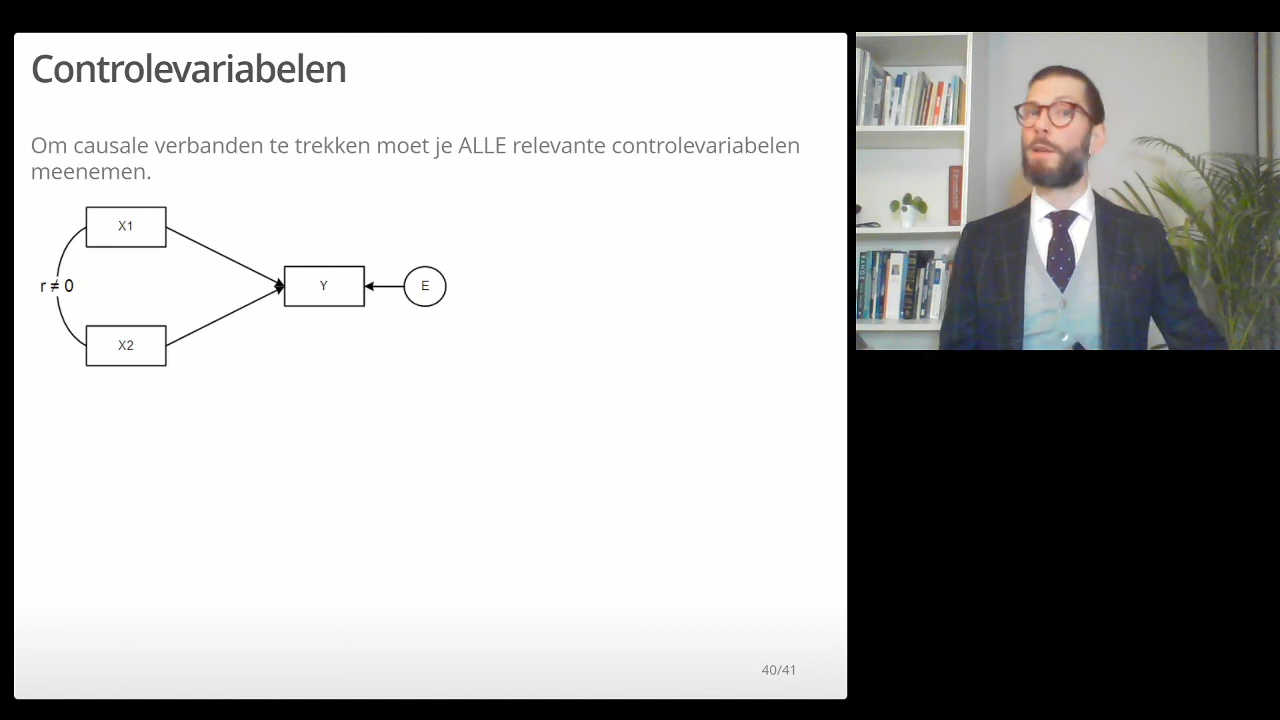 Controlevariabelen
Om causale verbanden te trekken moet je ALLE relevante controlevariabelen
meenemen.
X1
r ≠ 0
Y
E
X2
40/41